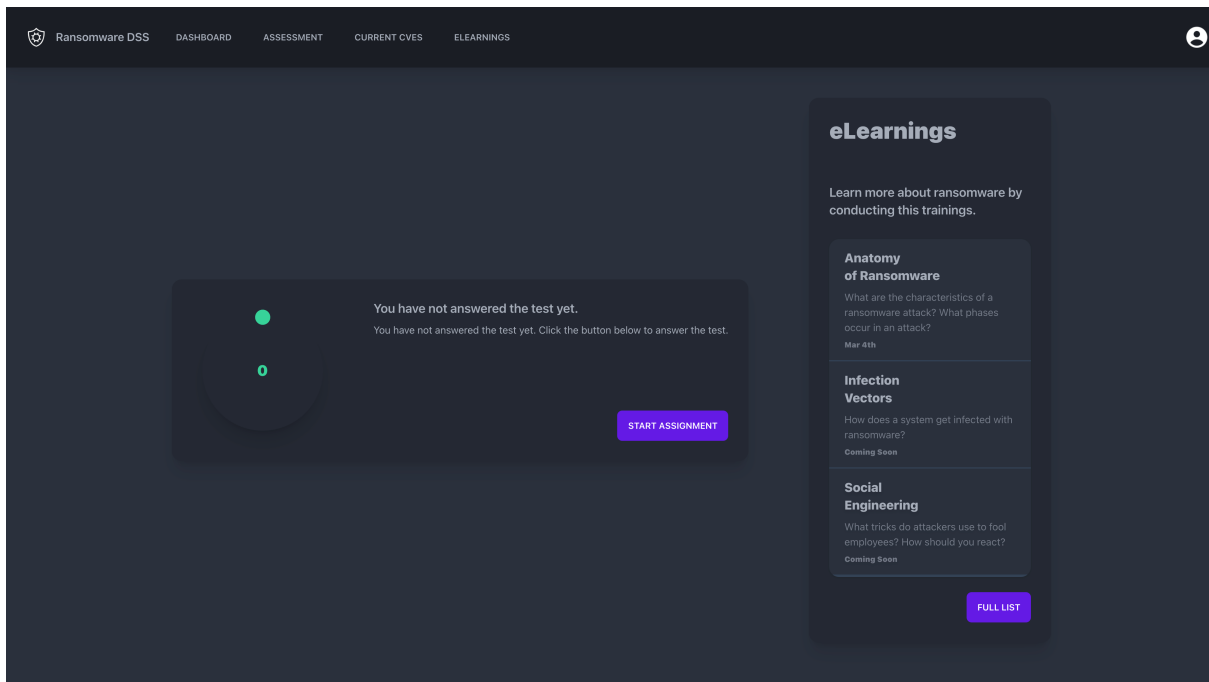 Ransomware DSS DASHBOARD ASSESSMENT CURRENT CVES ELEARNINGS
0
You have not answered the test yet.
You have not answered the test yet. Click the button below to answer the test.
START ASSIGNMENT
eLearnings
Learn more about ransomware by
conducting this trainings.
Anatomy
of Ransomware
What are the characteristics of a
ransomware attack? What phases
occur in an attack?
Mar 4th
Infection
Vectors
How does a system get infected with
ransomware?
Coming Soon
Social
Engineering
What tricks do attackers use to fool
employees? How should you react?
Coming Soon
FULL LIST